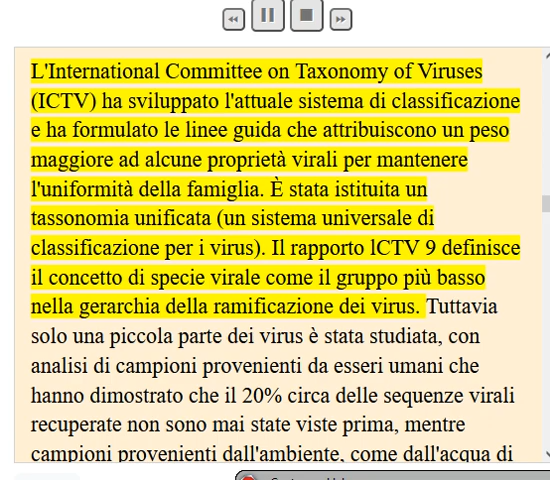 L'International Committee on Taxonomy of Viruses
(ICTV) ha sviluppato l'attuale sistema di classificazione
e ha formulato le linee guida che attribuiscono un peso
maggiore ad alcune proprietà virali per mantenere
l'uniformità della famiglia. È stata istituita un
tassonomia unificata (un sistema universale di
classificazione per i virus). Il rapporto lCTV 9 definisce
il concetto di specie virale come il gruppo più basso
nella gerarchia della ramificazione dei virus. Tuttavia
solo una piccola parte dei virus è stata studiata, con
analisi di campioni provenienti da esseri umani che
hanno dimostrato che il 20% circa delle sequenze virali
recuperate non sono mai state viste prima, mentre
campioni provenienti dall'ambiente, come dall'acqua di